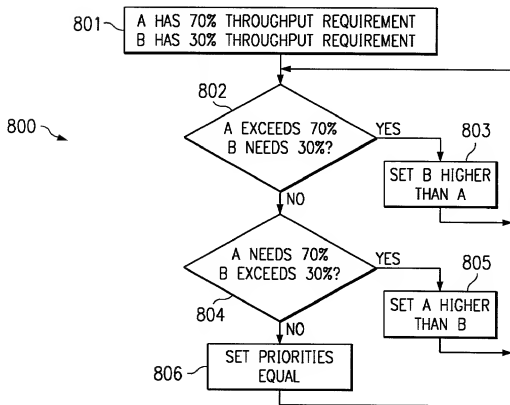 801
A HAS 70% THROUGHPUT REQUIREMENT
B HAS 30% THROUGHPUT REQUIREMENT
802
800
A EXCEEDS 70%
B NEEDS 30%?
YES
803
SET B HIGHER
THAN A
NO
A NEEDS 70%
B EXCEEDS 30%?
YES
804
805
SET A HIGHER
THAN B
NO
806
SET PRIORITIES
EQUAL